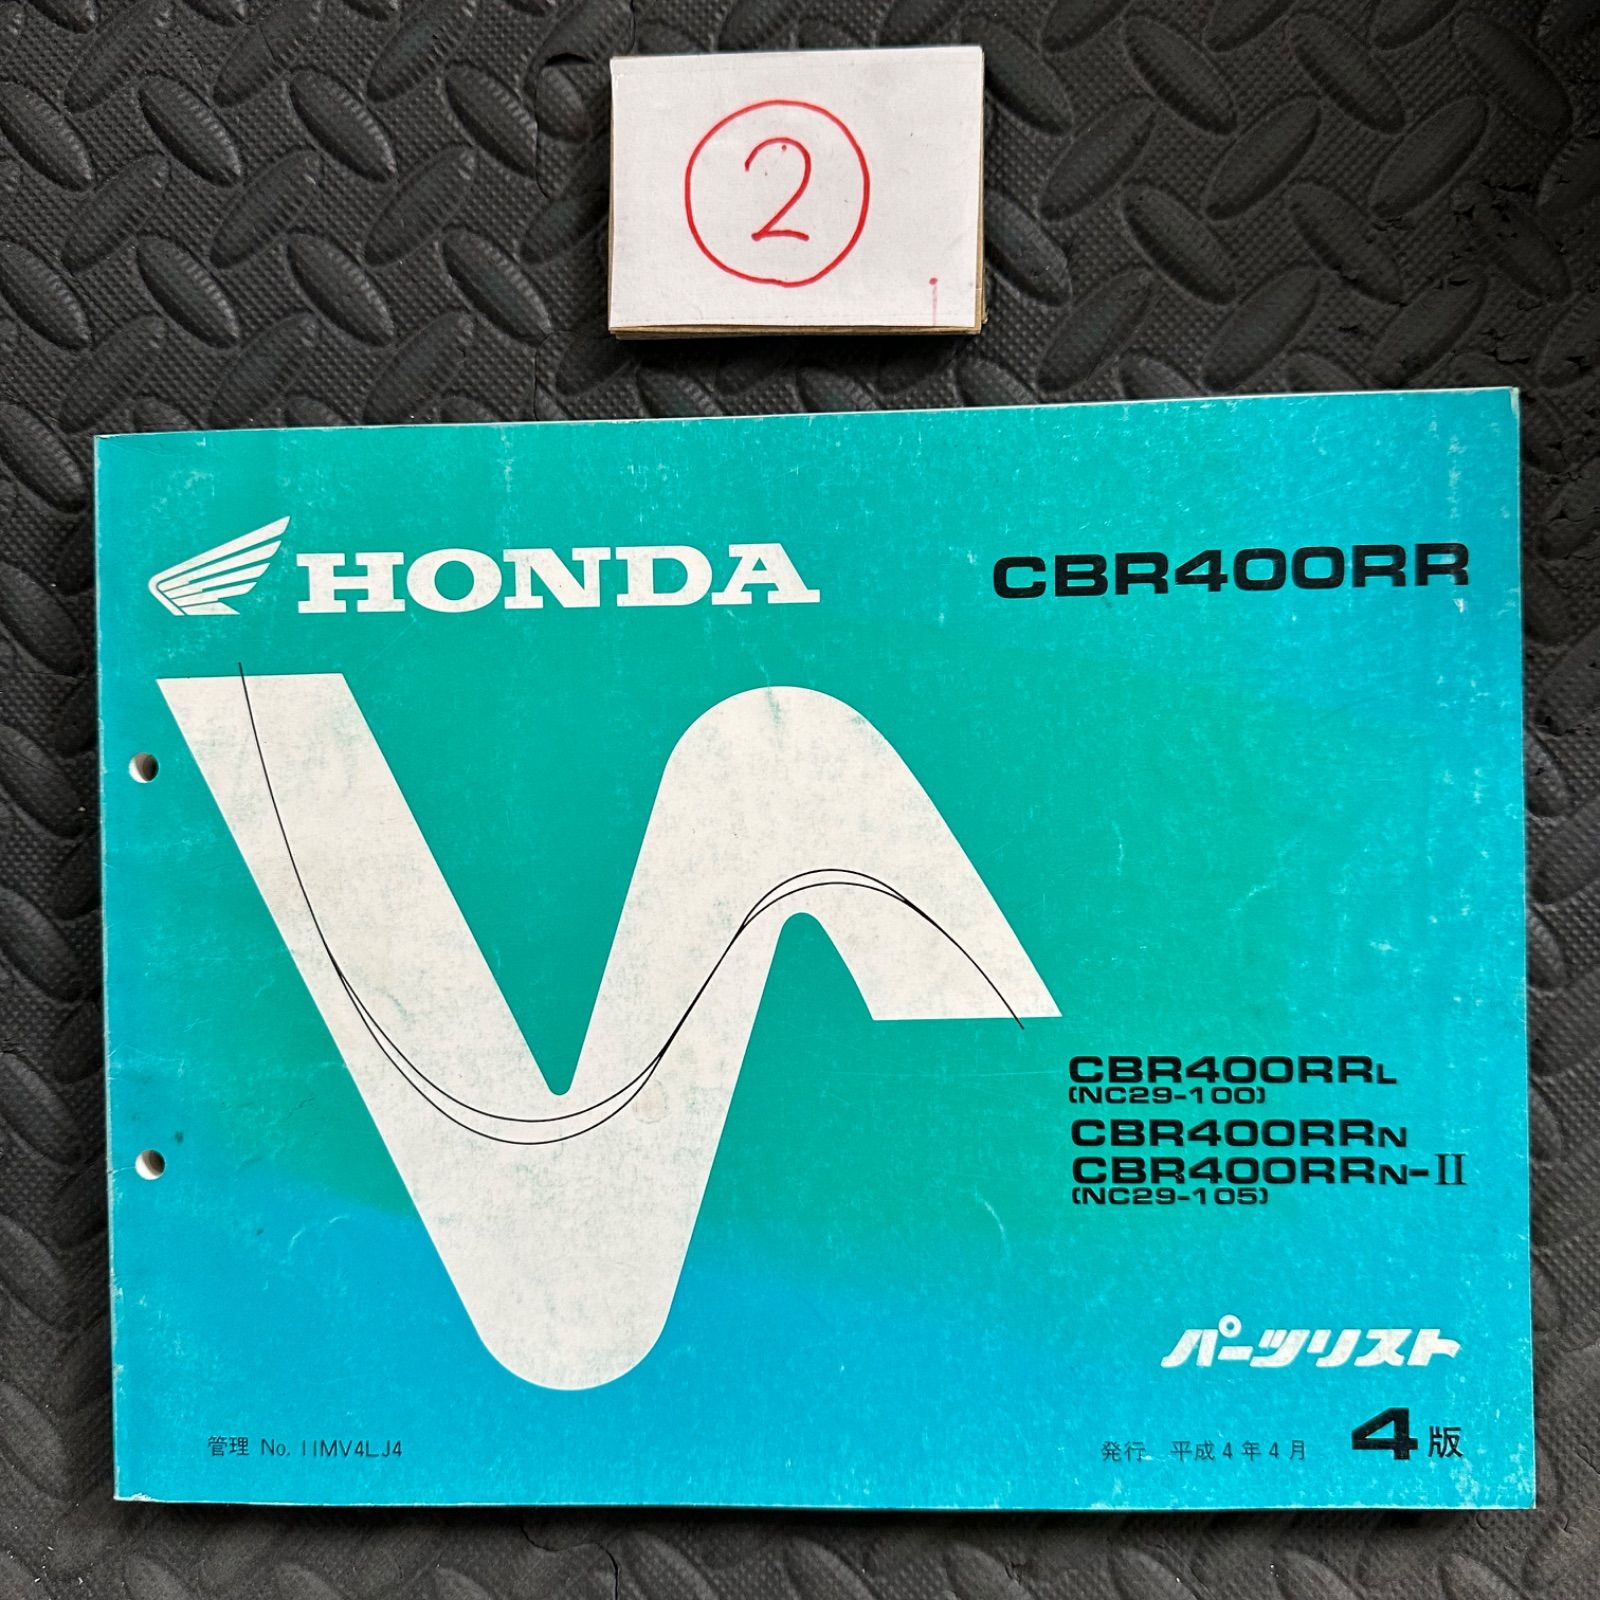 2
HONDA
CBR400RR
CBR400RRL
(NC29-100)
CBR400RRN
CBR400RRN-II
(NC29-105)
パーツリスト
管理 No. 11MV4LJ4
発行 平成4年4月
4版